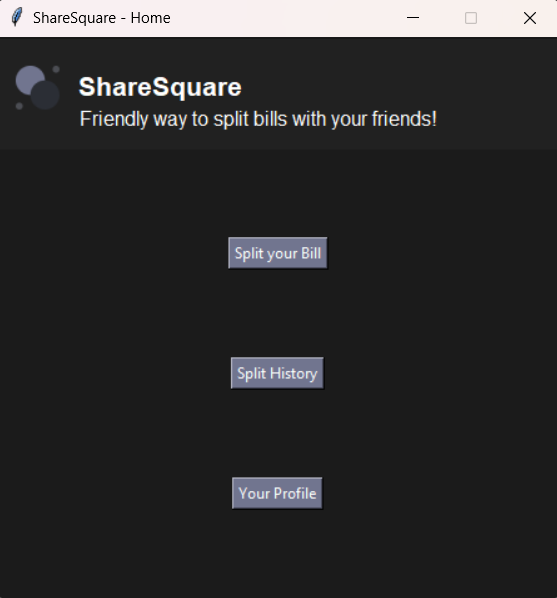 ShareSquare - Home
ShareSquare
Friendly way to split bills with your friends!
Split your Bill
Split History
Your Profile